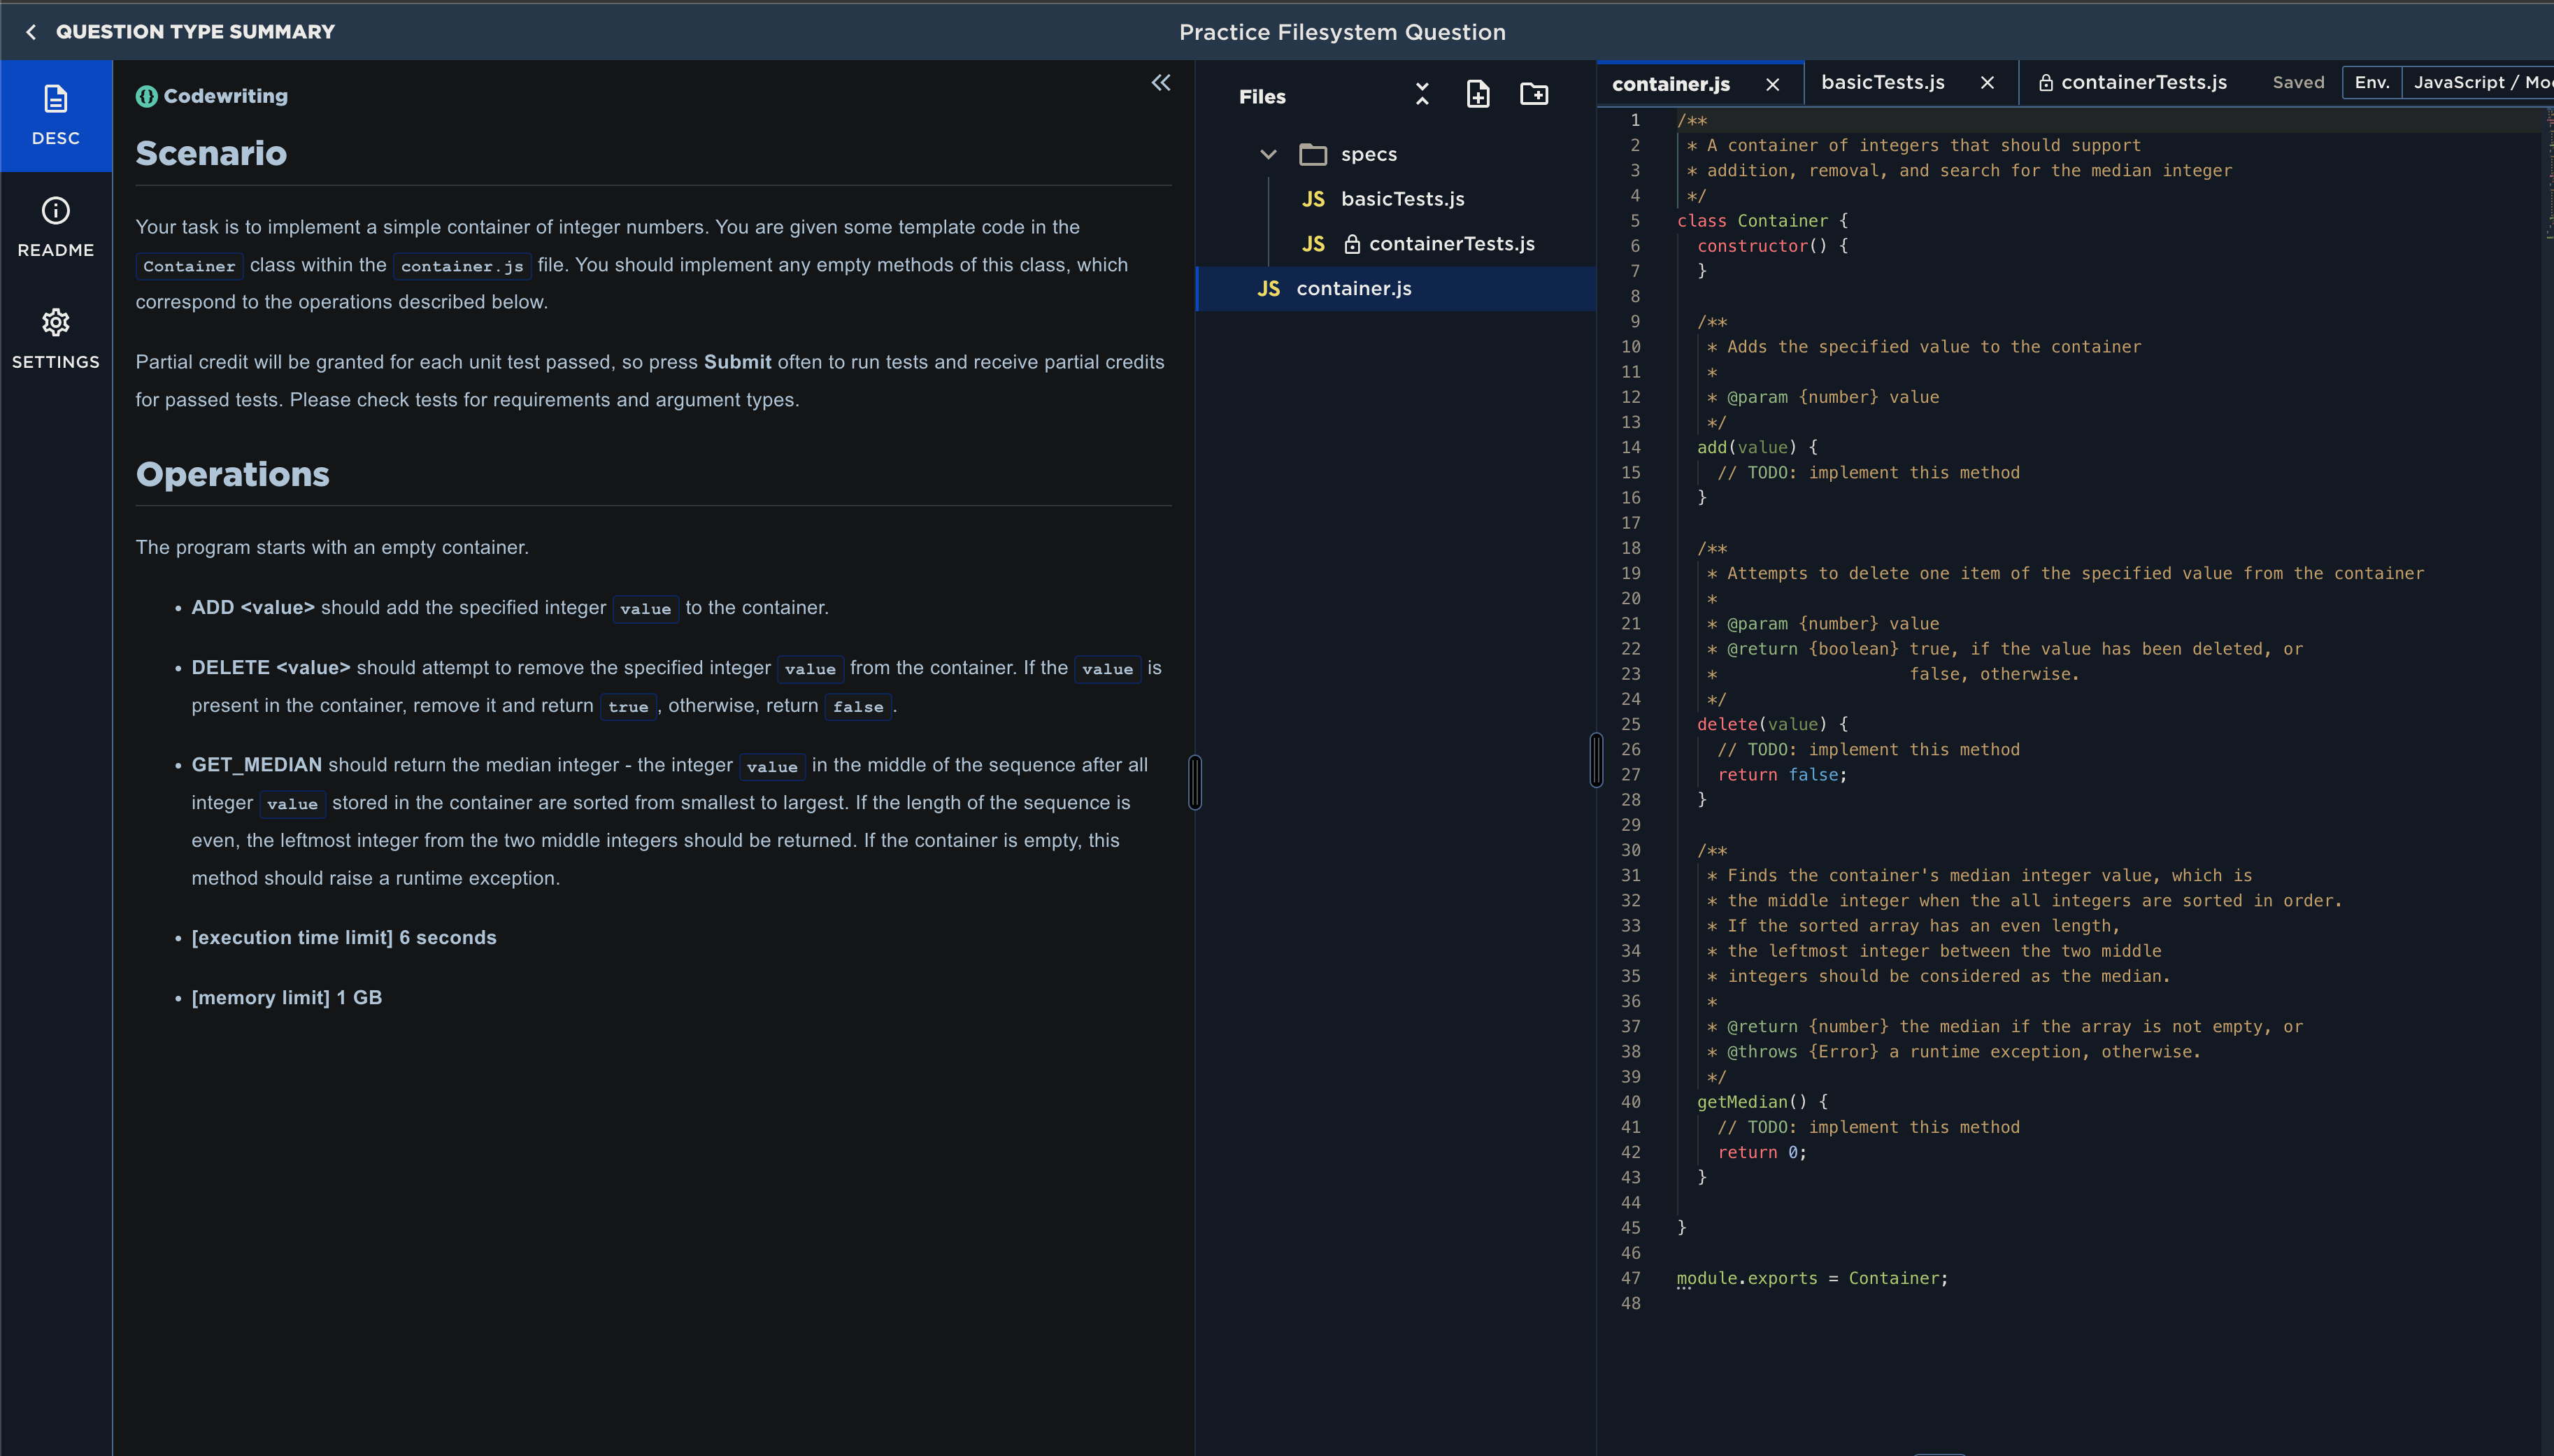 QUESTION TYPE SUMMARY
Practice Filesystem Question
DESC
README
SETTINGS
Codewriting
Scenario
Your task is to implement a simple container of integer numbers. You are given some template code in the
Container class within the container.js file. You should implement any empty methods of this class, which
correspond to the operations described below.
Partial credit will be granted for each unit test passed, so press Submit often to run tests and receive partial credits
for passed tests. Please check tests for requirements and argument types.
Operations
The program starts with an empty container.
• ADD <value> should add the specified integer value to the container.
• DELETE <value> should attempt to remove the specified integer value from the container. If the value is
present in the container, remove it and return true, otherwise, return false.
• GET_MEDIAN should return the median integer - the integer value in the middle of the sequence after all
integer value stored in the container are sorted from smallest to largest. If the length of the sequence is
even, the leftmost integer from the two middle integers should be returned. If the container is empty, this
method should raise a runtime exception.
• [execution time limit] 6 seconds
• [memory limit] 1 GB
Files
specs
JS basicTests.js
JS containerTests.js
JS container.js
container.js basicTests.js containerTests.js Saved Env. JavaScript / Mo
1 /**
2  * A container of integers that should support
3  * addition, removal, and search for the median integer
4  */
5 class Container {
6   constructor() {
7   }
8
9   /**
10    * Adds the specified value to the container
11    *
12    * @param {number} value
13    */
14   add(value) {
15     // TODO: implement this method
16   }
17
18   /**
19    * Attempts to delete one item of the specified value from the container
20    *
21    * @param {number} value
22    * @return {boolean} true, if the value has been deleted, or
23    *                   false, otherwise.
24    */
25   delete(value) {
26     // TODO: implement this method
27     return false;
28   }
29
30   /**
31    * Finds the container's median integer value, which is
32    * the middle integer when the all integers are sorted in order.
33    * If the sorted array has an even length,
34    * the leftmost integer between the two middle
35    * integers should be considered as the median.
36    *
37    * @return {number} the median if the array is not empty, or
38    * @throws {Error} a runtime exception, otherwise.
39    */
40   getMedian() {
41     // TODO: implement this method
42     return 0;
43   }
44
45 }
46
47 module.exports = Container;
48